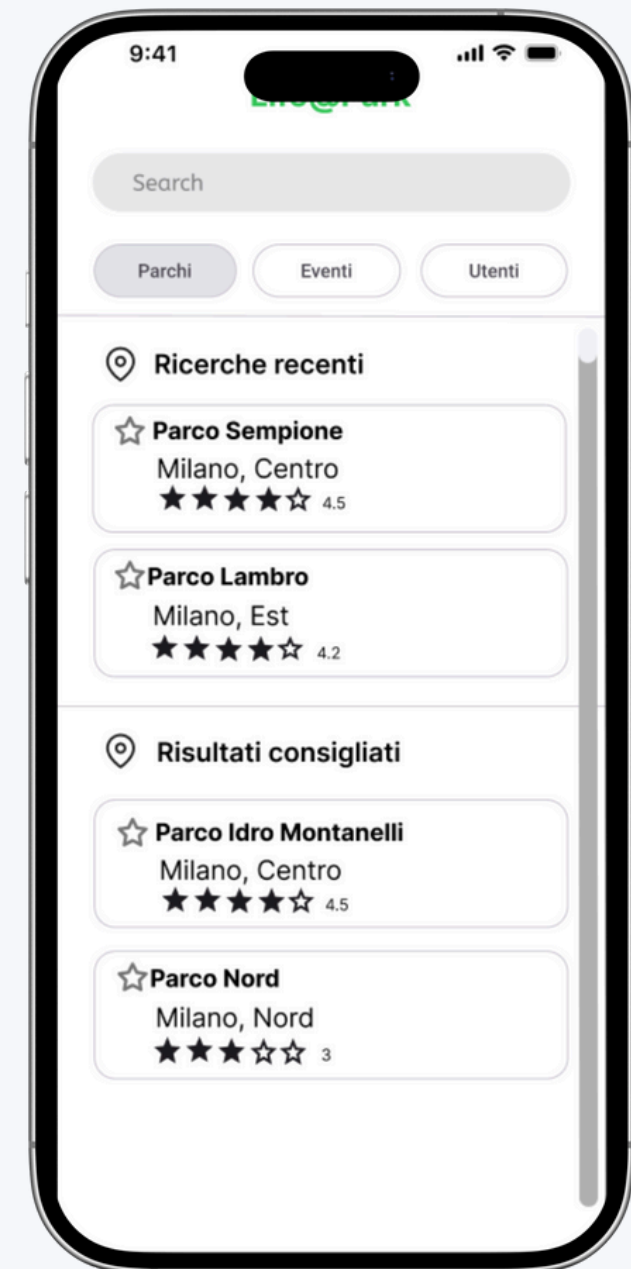 9:41
Search
Parchi Eventi Utenti
Ricerche recenti
Parco Sempione
Milano, Centro
4.5
Parco Lambro
Milano, Est
4.2
Risultati consigliati
Parco Idro Montanelli
Milano, Centro
4.5
Parco Nord
Milano, Nord
3